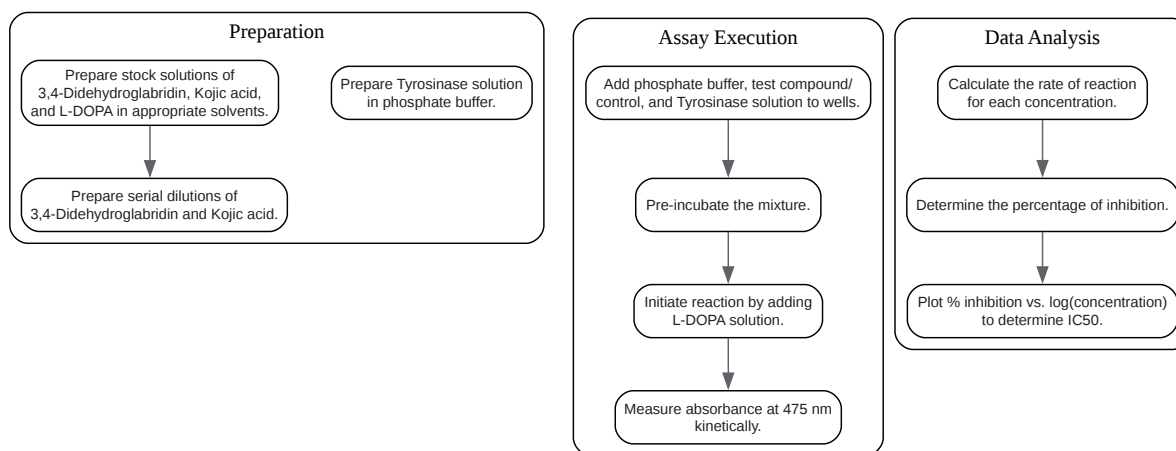 Preparation
Prepare stock solutions of
3,4-Didehydroglabridin, Kojic acid,
and L-DOPA in appropriate solvents.
Prepare Tyrosinase solution
in phosphate buffer.
Prepare serial dilutions of
3,4-Didehydroglabridin and Kojic acid.
Assay Execution
Add phosphate buffer, test compound/
control, and Tyrosinase solution to wells.
Pre-incubate the mixture.
Initiate reaction by adding
L-DOPA solution.
Measure absorbance at 475 nm
kinetically.
Data Analysis
Calculate the rate of reaction
for each concentration.
Determine the percentage of inhibition.
Plot % inhibition vs. log(concentration)
to determine IC50.